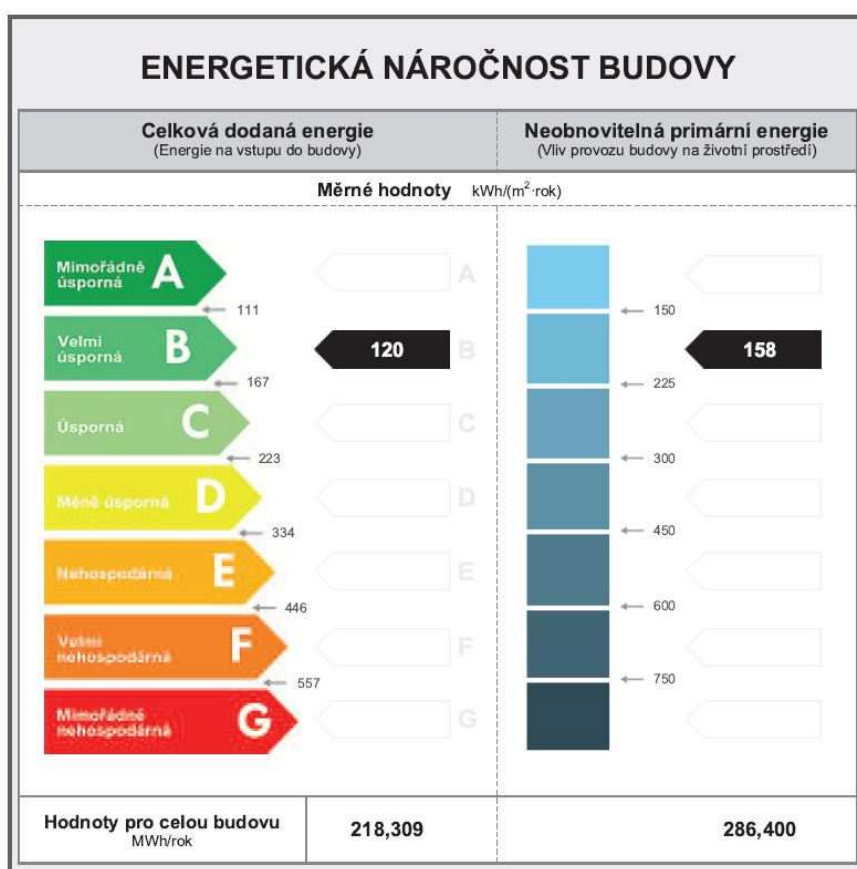 ENERGETICKÁ NÁROČNOST BUDOVY
Celková dodaná energie
(Energie na vstupu do budovy)
Neobnovitelná primární energie
(Vliv provozu budovy na životní prostředí)
Měrné hodnoty kWh/(m²·rok)
Mimořádně
úsporná
A
A
111
150
Velmi
úsporná
B
120
B
158
167
225
Úsporná
C
C
223
300
Méně úsporná
D
D
334
450
Nehospodárná
E
E
446
600
Velmi
nehospodárná
F
F
557
750
Mimořádně
nehospodárná
G
G
Hodnoty pro celou budovu
MWh/rok
218,309
286,400